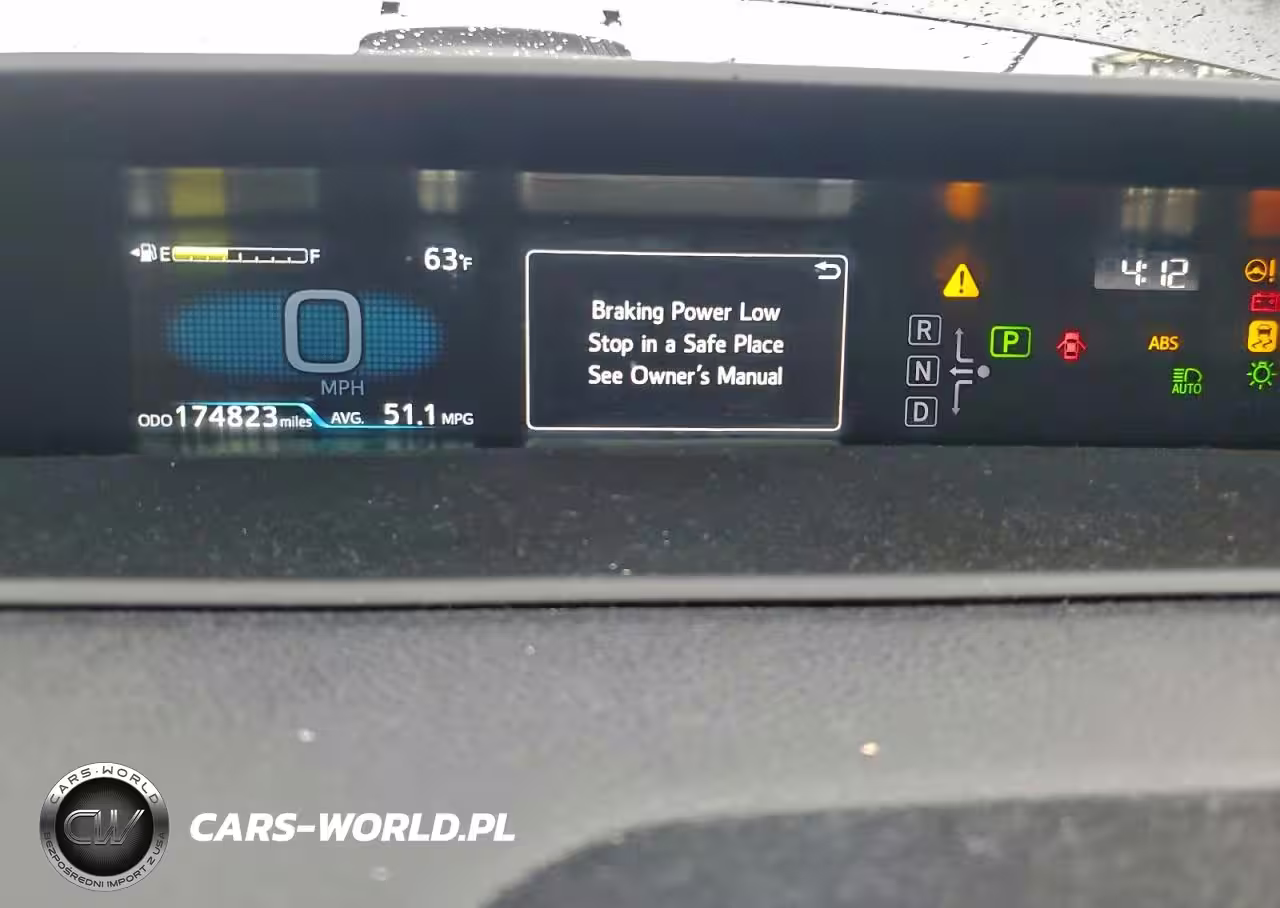 E F
63°F
0
MPH
ODO 174823 miles AVG. 51.1 MPG
Braking Power Low
Stop in a Safe Place
See Owner's Manual
R
N
D
P
4:12
ABS
AUTO
CARS-WORLD
CW
BEZPOŚREDNI IMPORT Z USA
CARS-WORLD.PL